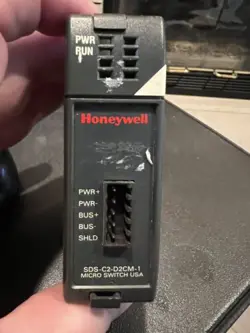 PWR
RUN
Honeywell
PWR+
PWR-
BUS+
BUS-
SHLD
SDS-C2-D2CM-1
MICRO SWITCH USA